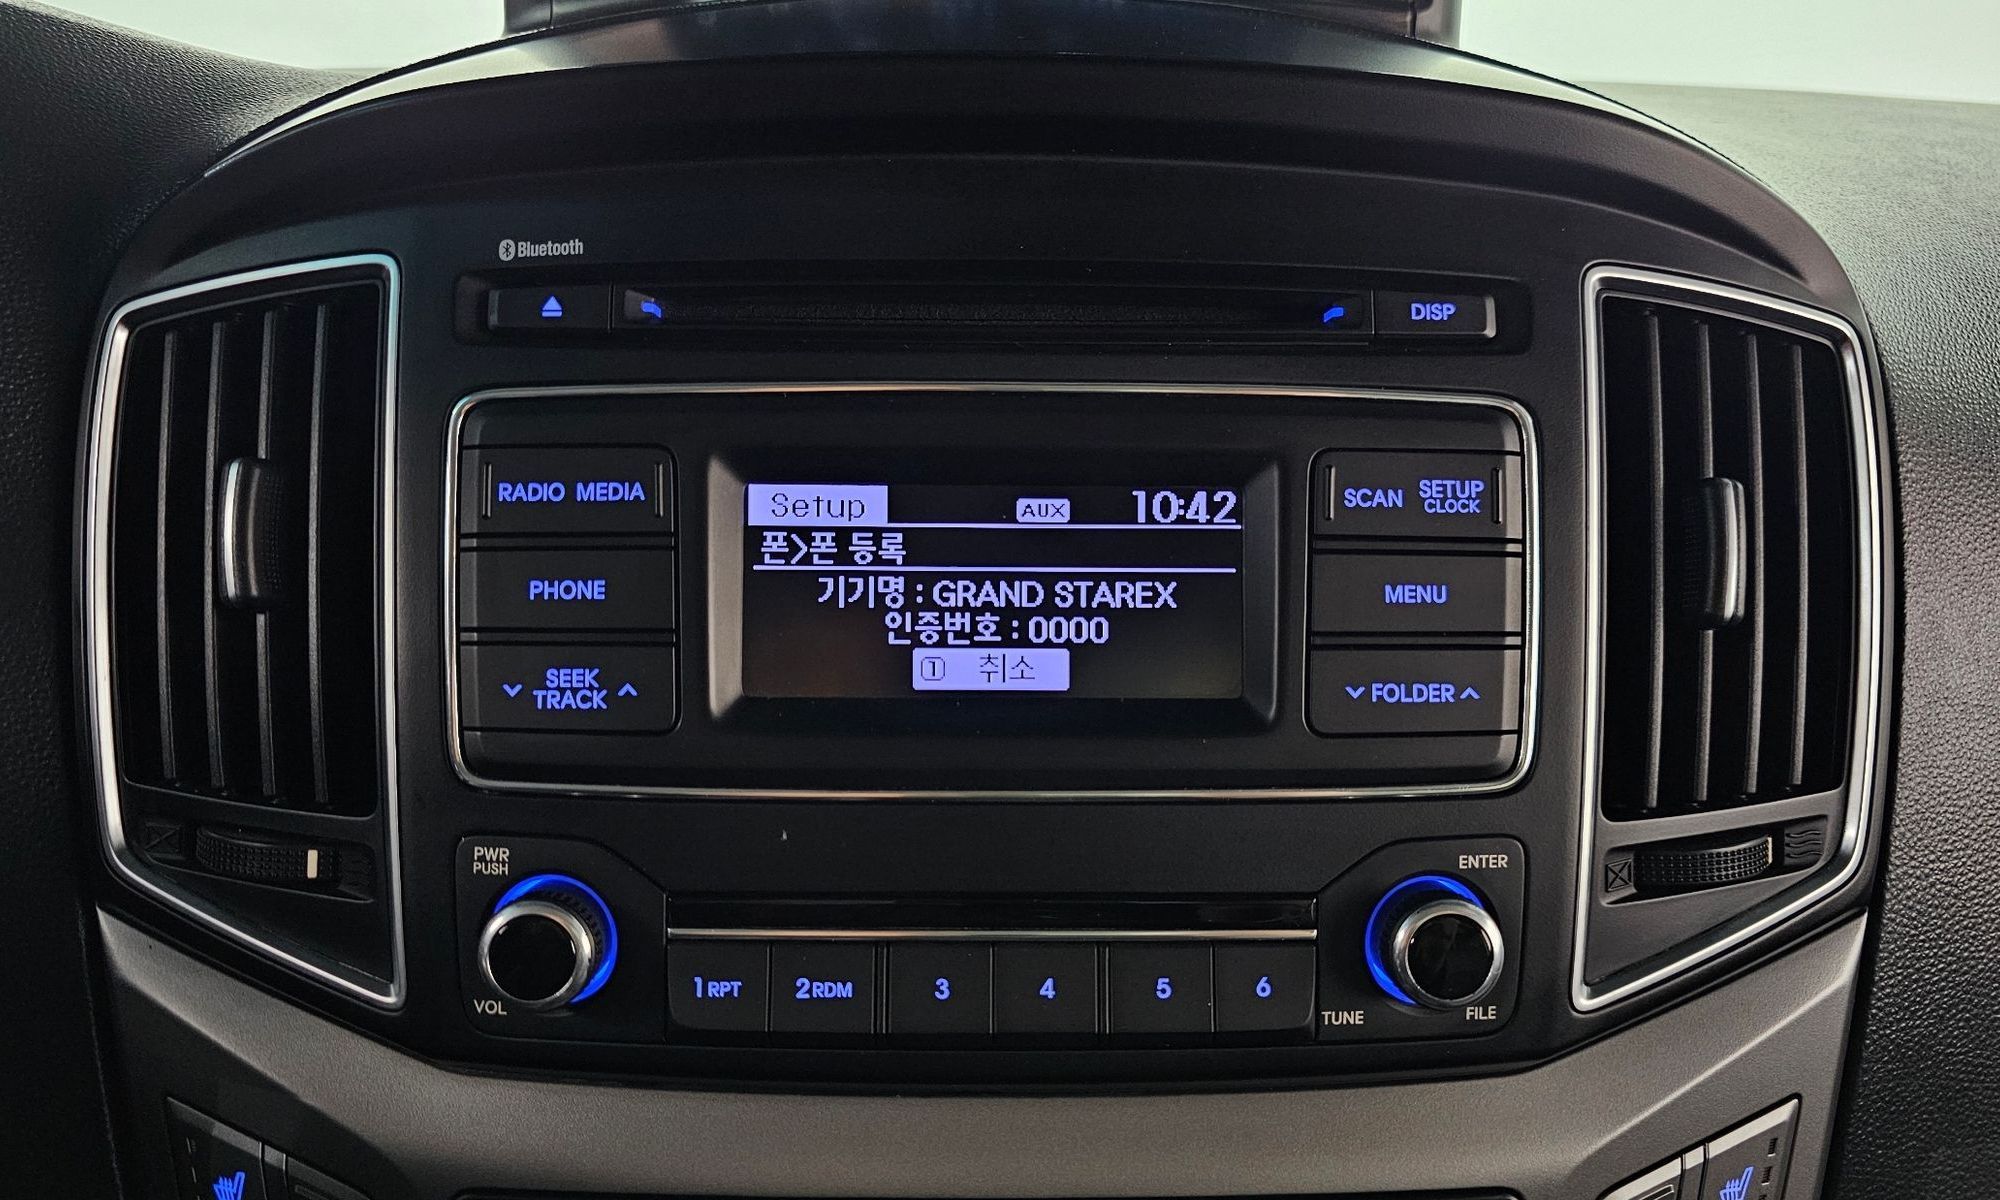 Bluetooth
DISP
RADIO MEDIA
PHONE
SEEK
TRACK
Setup AUX 10:42
폰>폰 등록
기기명 : GRAND STAREX
인증번호 : 0000
① 취소
SCAN SETUP
CLOCK
MENU
FOLDER
PWR
PUSH
VOL
1 RPT 2 RDM 3 4 5 6
ENTER
TUNE FILE